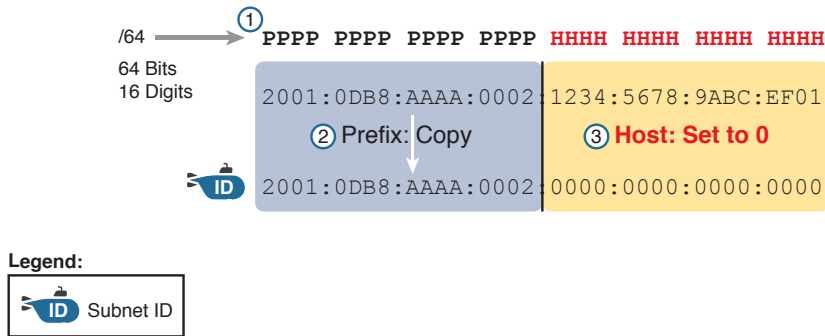 1
/64 PPPP PPPP PPPP PPPP HHHH HHHH HHHH HHHH
64 Bits
16 Digits
2001:0DB8:AAAA:0002:1234:5678:9ABC:EF01
2 Prefix: Copy 3 Host: Set to 0
ID 2001:0DB8:AAAA:0002:0000:0000:0000:0000
Legend:
ID Subnet ID